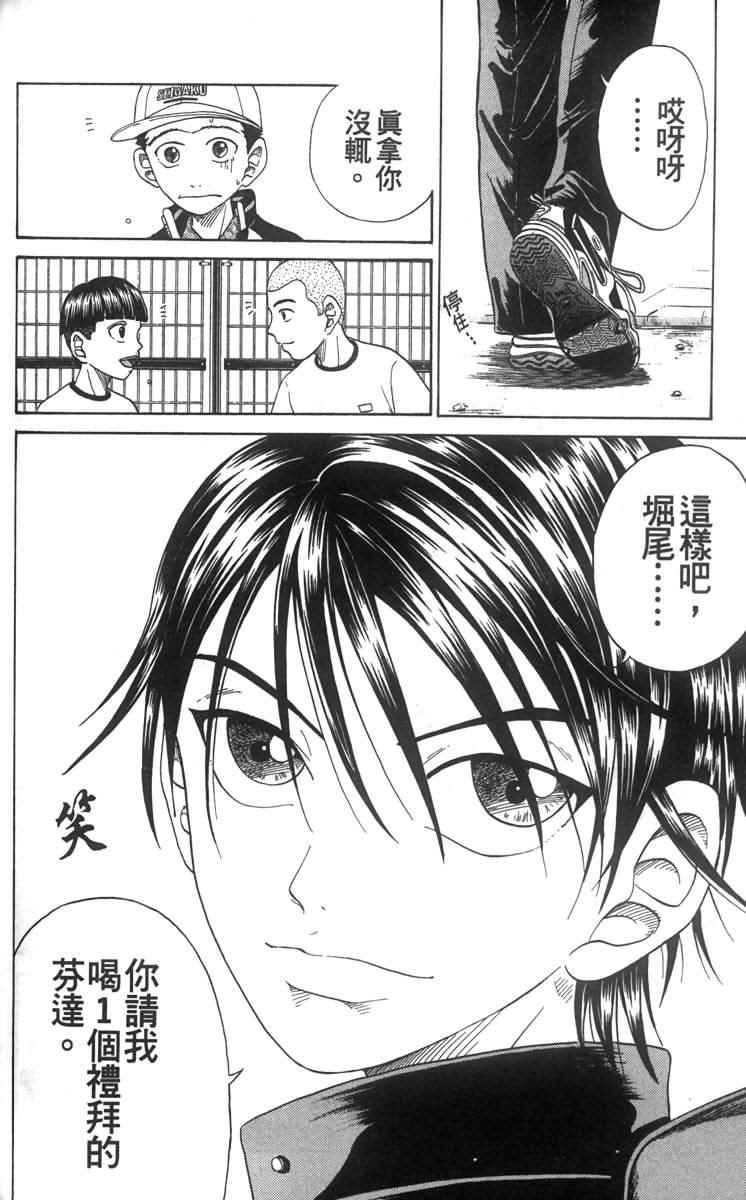 哎呀呀
……
停住…
眞拿你
沒輒。
SEIGAKU
這樣吧，
堀尾……
笑
你請我
喝1個禮拜的
芬達。